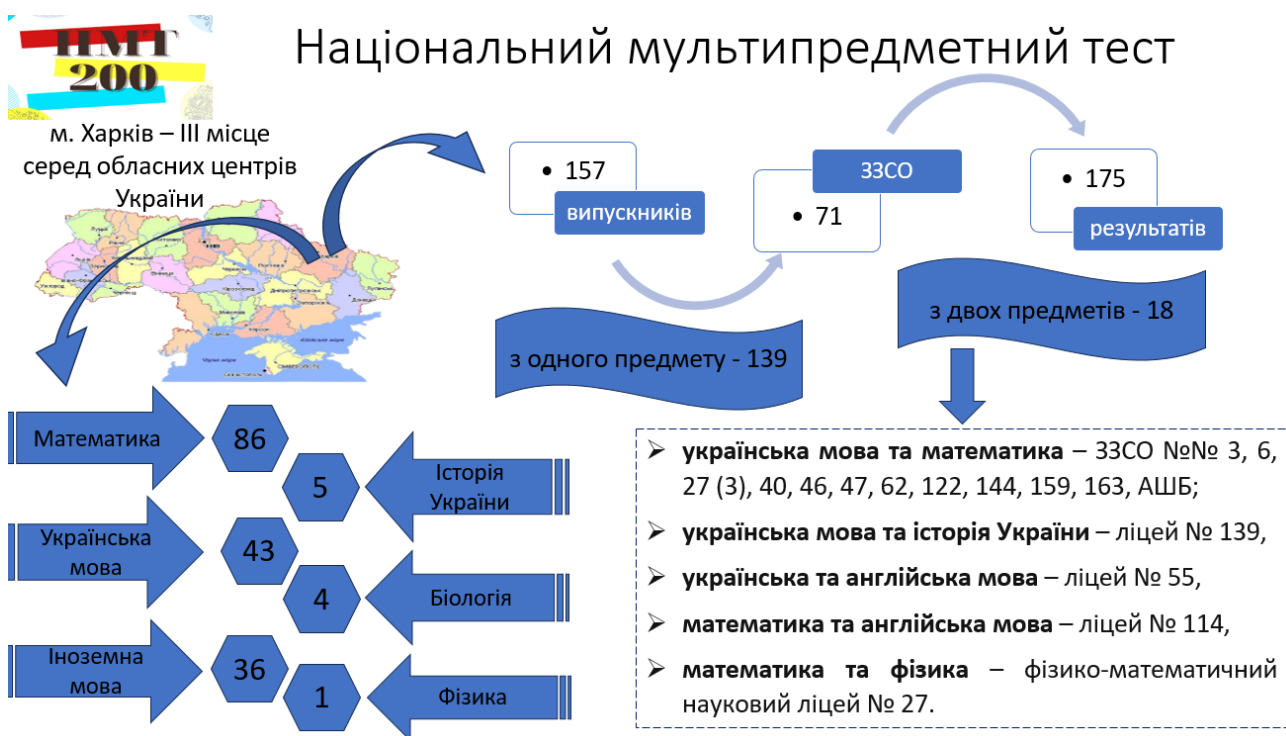 НМТ
200
Національний мультипредметний тест
м. Харків – ІІІ місце
серед обласних центрів
України
• 157
випускників
ЗЗСО
• 71
• 175
результатів
з одного предмету - 139
з двох предметів - 18
Математика
86
5
Історія
України
Українська
мова
43
4
Біологія
Іноземна
мова
36
1
Фізика
➢ українська мова та математика – ЗЗСО №№ 3, 6,
27 (3), 40, 46, 47, 62, 122, 144, 159, 163, АШБ;
➢ українська мова та історія України – ліцей № 139,
➢ українська та англійська мова – ліцей № 55,
➢ математика та англійська мова – ліцей № 114,
➢ математика та фізика – фізико-математичний
науковий ліцей № 27.